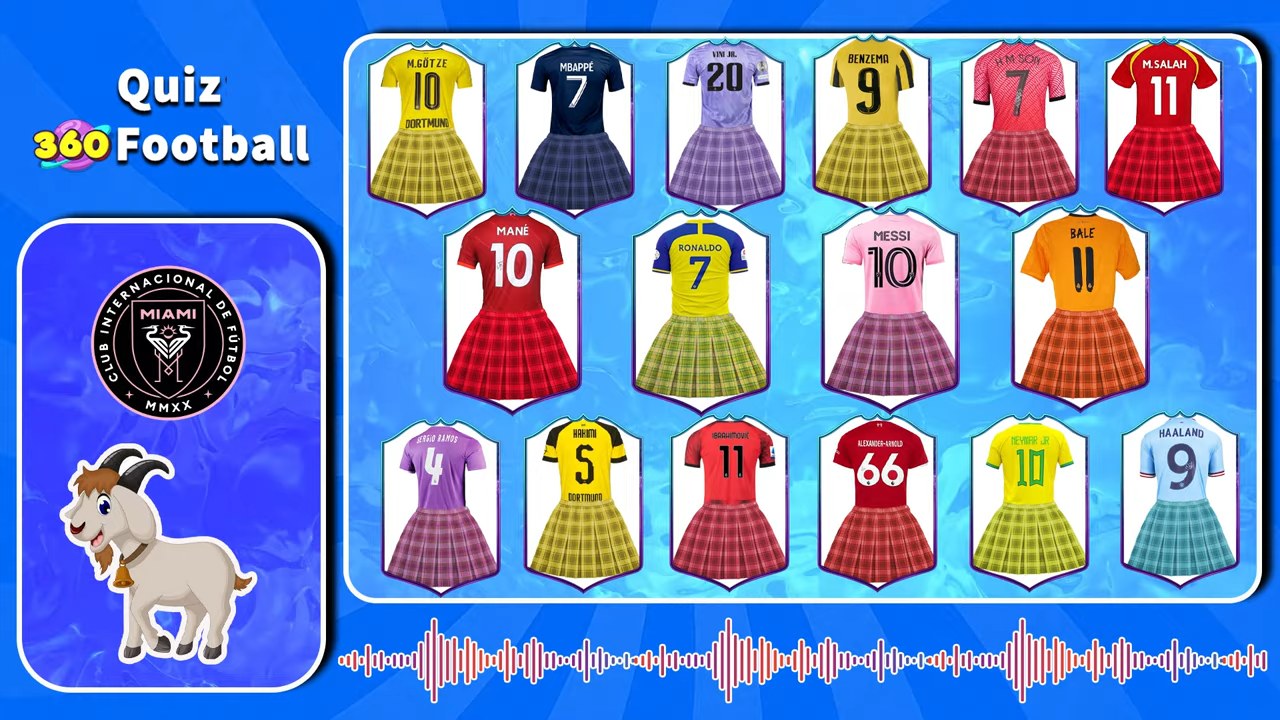 Quiz
360 Football
CLUB INTERNACIONAL DE FÚTBOL
MIAMI
MMXX
M.GÖTZE
10
DORTMUND
MBAPPÉ
7
VINI JR.
20
BENZEMA
9
H M SON
7
M.SALAH
11
MANÉ
10
RONALDO
7
MESSI
10
BALE
11
SERGIO RAMOS
4
HAKIMI
5
DORTMUND
IBRAHIMOVIĆ
11
ALEXANDER-ARNOLD
66
NEYMAR JR
10
HAALAND
9